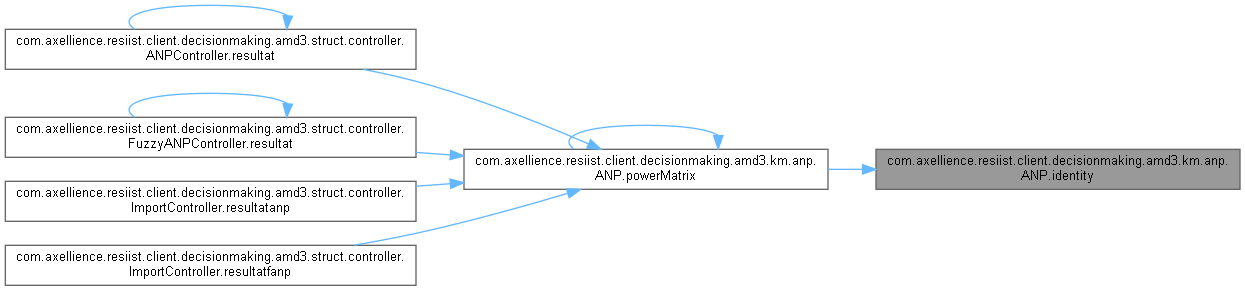 com.axellience.resiist.client.decisionmaking.amd3.struct.controller.
ANPController.resultat
com.axellience.resiist.client.decisionmaking.amd3.struct.controller.
FuzzyANPController.resultat
com.axellience.resiist.client.decisionmaking.amd3.struct.controller.
ImportController.resultatanp
com.axellience.resiist.client.decisionmaking.amd3.struct.controller.
ImportController.resultatfanp
com.axellience.resiist.client.decisionmaking.amd3.km.anp.
ANP.powerMatrix
com.axellience.resiist.client.decisionmaking.amd3.km.anp.
ANP.identity